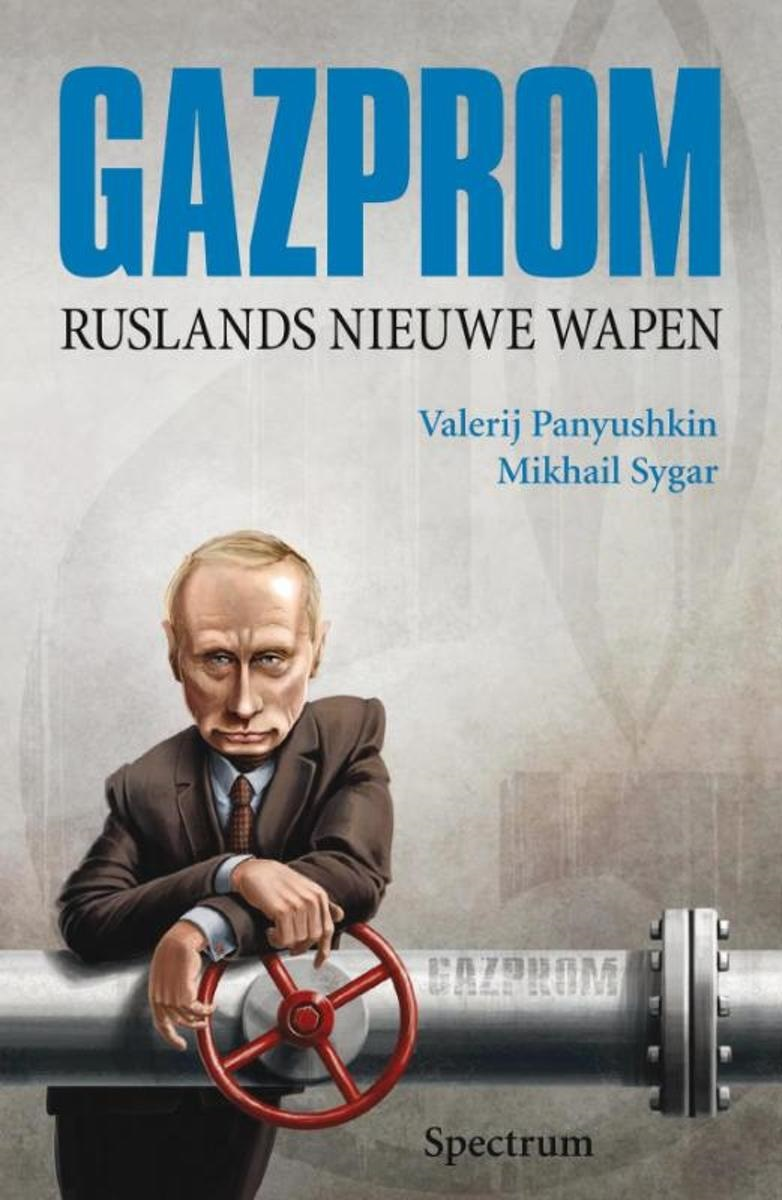 GAZPROM
RUSLANDS NIEUWE WAPEN
Valerij Panyushkin
Mikhail Sygar
GAZPROM
Spectrum